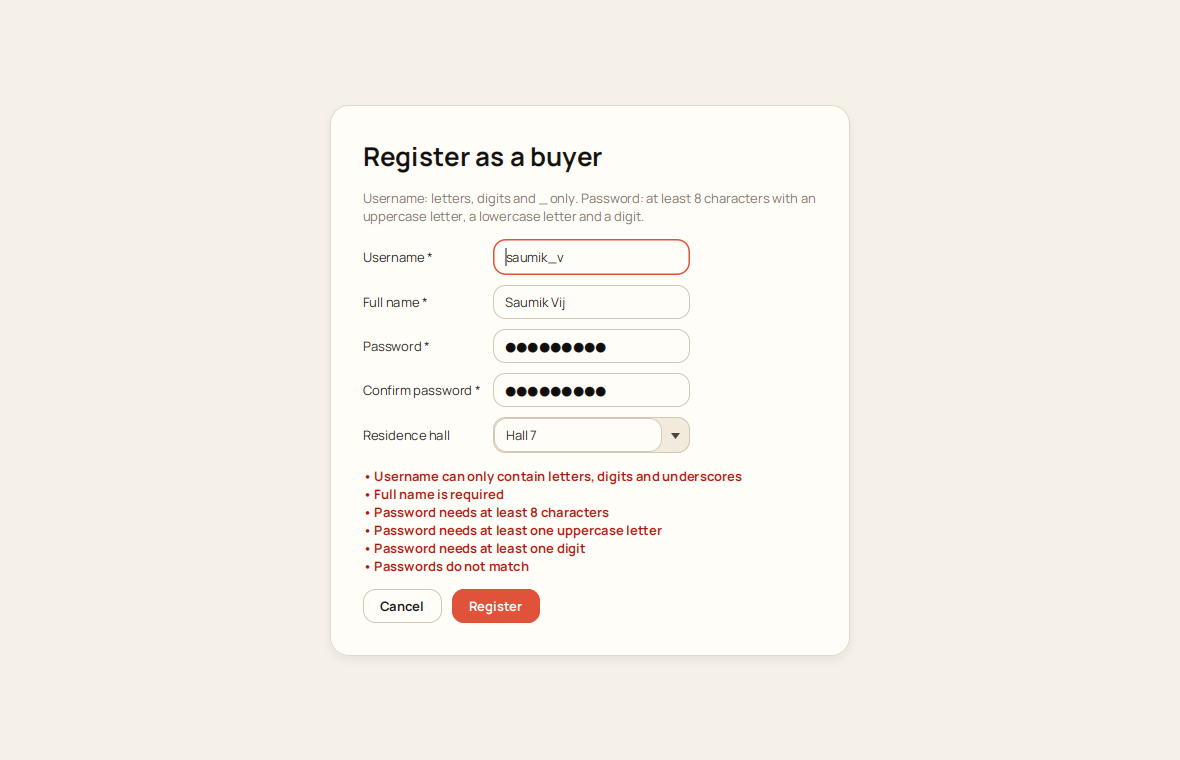 Register as a buyer
Username: letters, digits and _ only. Password: at least 8 characters with an
uppercase letter, a lowercase letter and a digit.
Username * saumik_v
Full name * Saumik Vij
Password * ●●●●●●●●●
Confirm password * ●●●●●●●●●
Residence hall Hall 7
• Username can only contain letters, digits and underscores
• Full name is required
• Password needs at least 8 characters
• Password needs at least one uppercase letter
• Password needs at least one digit
• Passwords do not match
Cancel Register